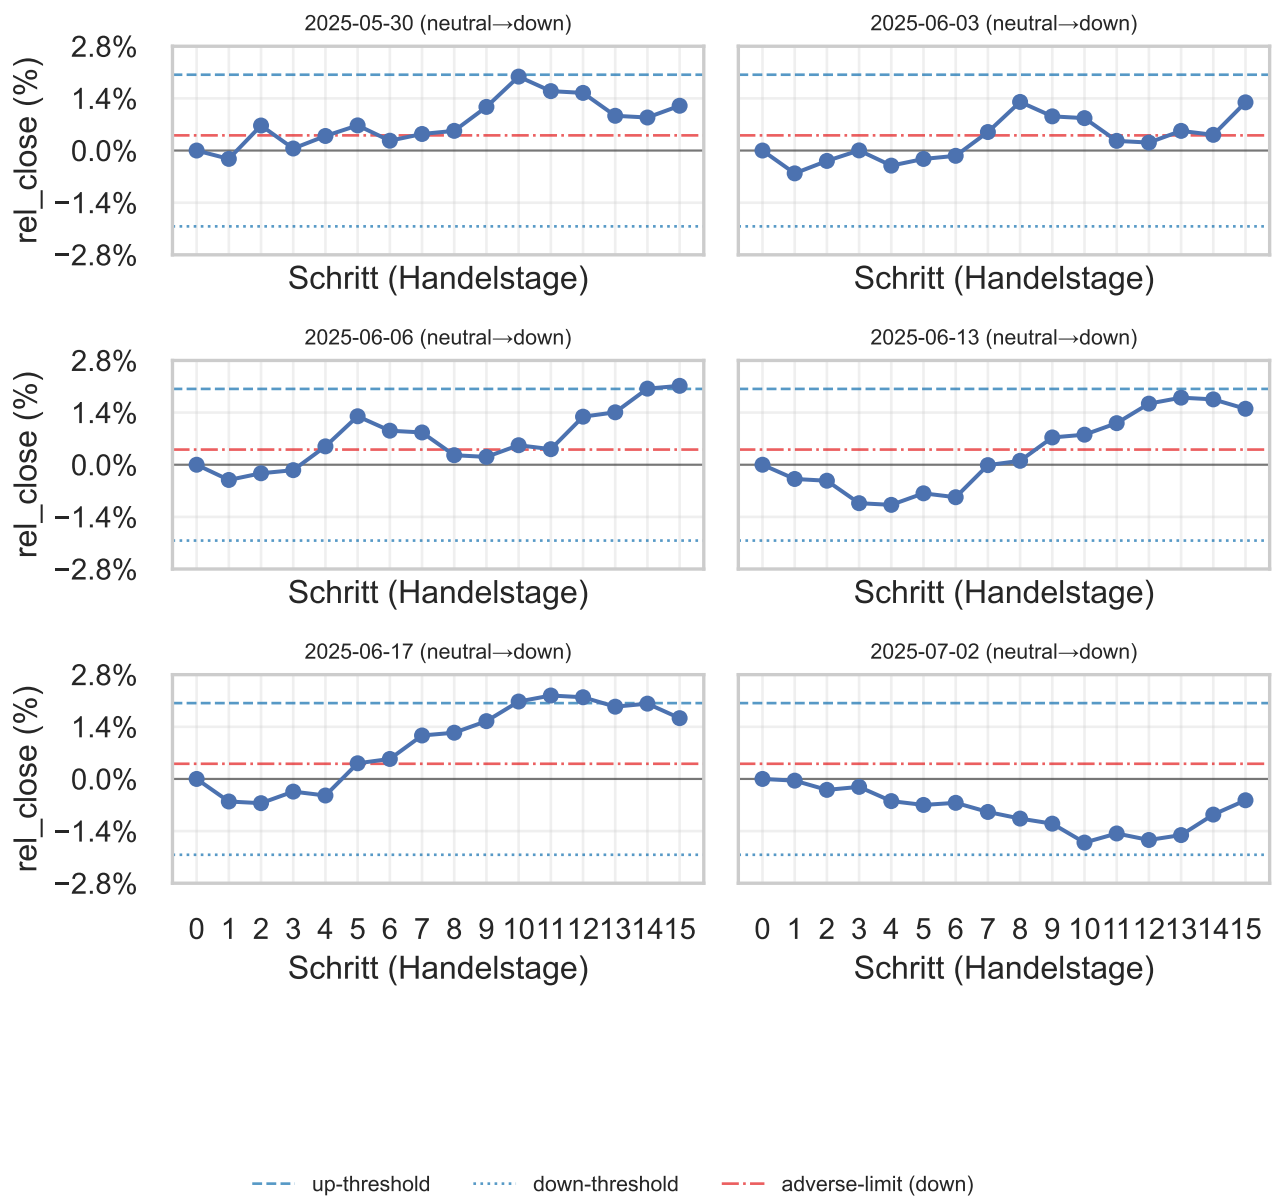 2025-05-30 (neutral→down)
2025-06-03 (neutral→down)
rel_close (%)
2.8%
1.4%
0.0%
−1.4%
−2.8%
Schritt (Handelstage)
Schritt (Handelstage)
2025-06-06 (neutral→down)
2025-06-13 (neutral→down)
rel_close (%)
2.8%
1.4%
0.0%
−1.4%
−2.8%
Schritt (Handelstage)
Schritt (Handelstage)
2025-06-17 (neutral→down)
2025-07-02 (neutral→down)
rel_close (%)
2.8%
1.4%
0.0%
−1.4%
−2.8%
0 1 2 3 4 5 6 7 8 9 10 11 12 13 14 15
0 1 2 3 4 5 6 7 8 9 10 11 12 13 14 15
Schritt (Handelstage)
Schritt (Handelstage)
up-threshold
down-threshold
adverse-limit (down)